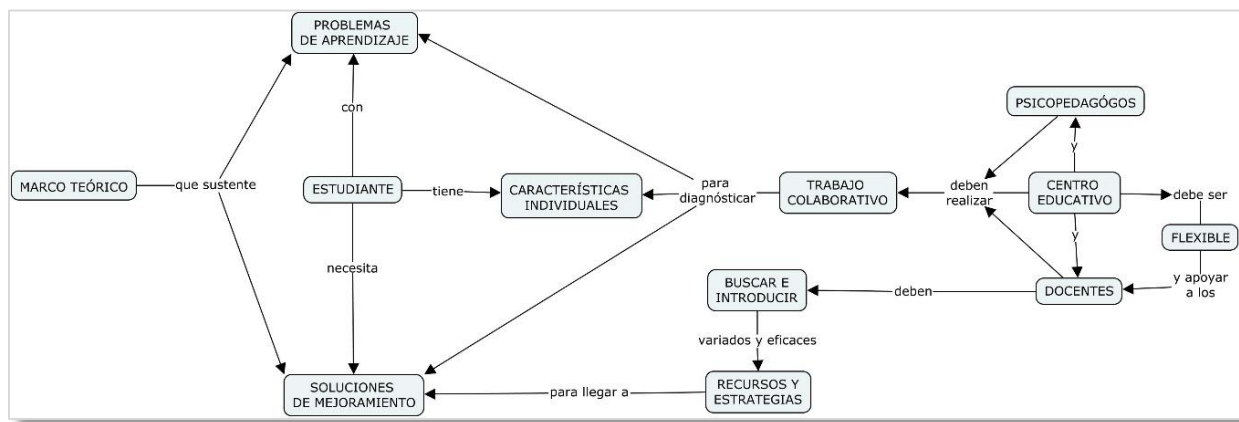 PROBLEMAS
DE APRENDIZAJE
con
PSICOPEDAGÓGOS
y
MARCO TEÓRICO
que sustente
ESTUDIANTE
tiene
CARACTERÍSTÍCAS
INDIVIDUALES
para
diagnósticar
TRABAJO
COLABORATIVO
deben
realizar
CENTRO
EDUCATIVO
debe ser
FLEXIBLE
y
necesita
y apoyar
a los
BUSCAR E
INTRODUCIR
deben
DOCENTES
variados y eficaces
SOLUCIONES
DE MEJORAMIENTO
para llegar a
RECURSOS Y
ESTRATEGIAS